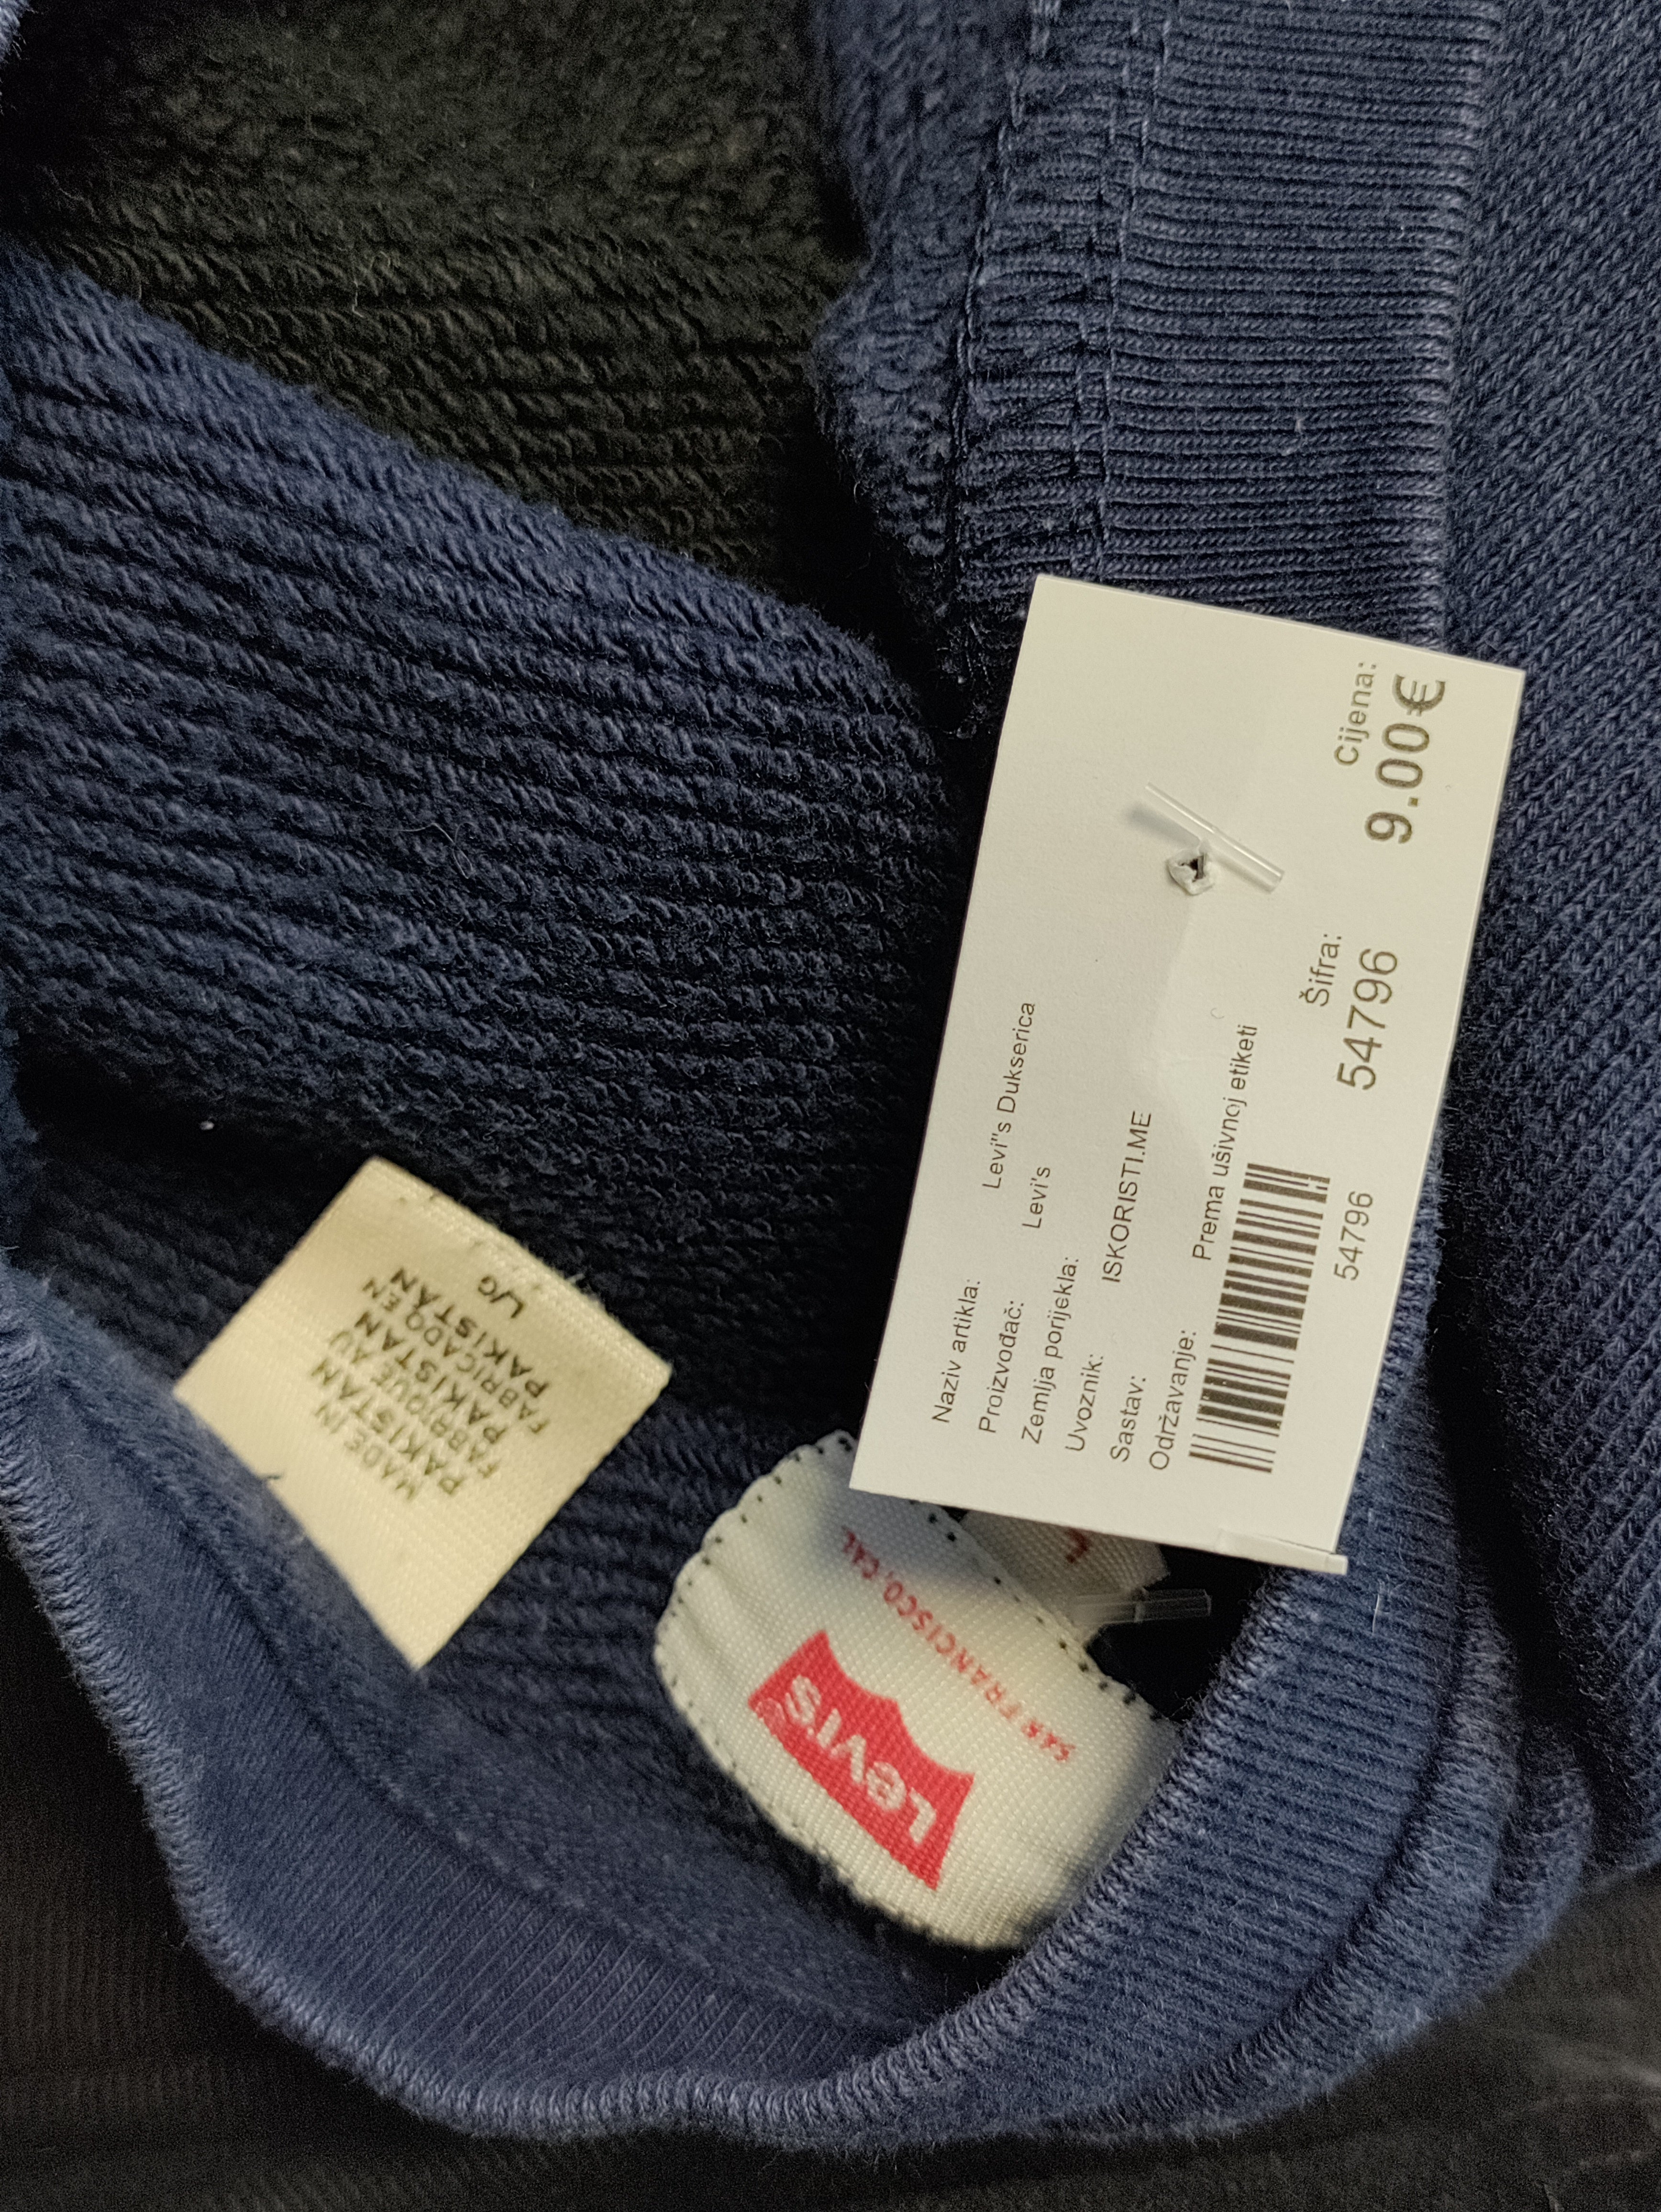 Naziv artikla: Levi"s Dukserica
Proizvođač: Levi's
Zemlja porijekla:
Uvoznik: ISKORISTI.ME
Sastav:
Održavanje: Prema ušivnoj etiketi
54796
Šifra:
54796
Cijena:
9.00€
MADE IN
PAKISTAN
FABRIQUE AU
PAKISTAN
FABRICADO EN
PAKISTÁN
L/G
Levi's
SAN FRANCISCO, CAL
L